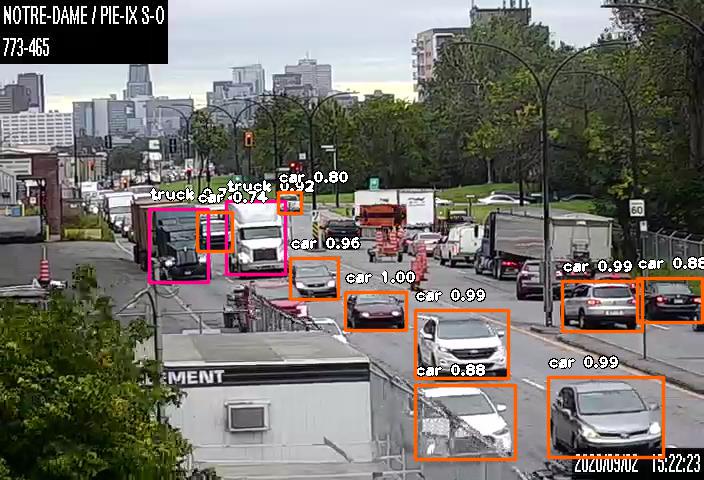 NOTRE-DAME / PIE-IX S-O
773-465
car 0.80
truck 0.92
truck 0.7
car 0.74
car 0.96
60
car 0.99
car 0.88
car 1.00
car 0.99
car 0.99
car 0.88
EMENT
2020/09/02 15:22:23